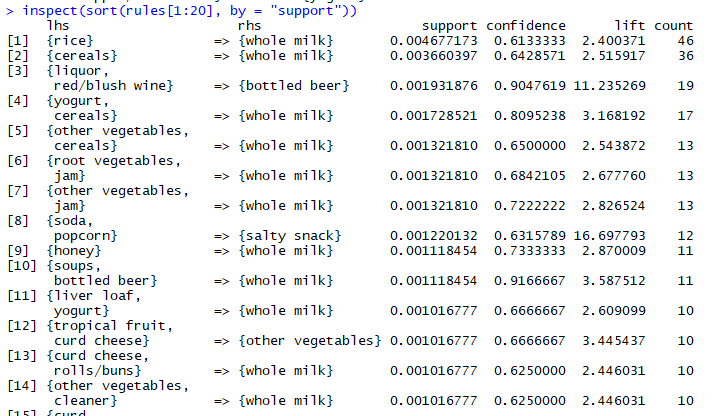 > inspect(sort(rules[1:20], by = "support"))
lhs rhs support confidence lift count
[1] {rice} => {whole milk} 0.004677173 0.6133333 2.400371 46
[2] {cereals} => {whole milk} 0.003660397 0.6428571 2.515917 36
[3] {liquor,
red/blush wine} => {bottled beer} 0.001931876 0.9047619 11.235269 19
[4] {yogurt,
cereals} => {whole milk} 0.001728521 0.8095238 3.168192 17
[5] {other vegetables,
cereals} => {whole milk} 0.001321810 0.6500000 2.543872 13
[6] {root vegetables,
jam} => {whole milk} 0.001321810 0.6842105 2.677760 13
[7] {other vegetables,
jam} => {whole milk} 0.001321810 0.7222222 2.826524 13
[8] {soda,
popcorn} => {salty snack} 0.001220132 0.6315789 16.697793 12
[9] {honey} => {whole milk} 0.001118454 0.7333333 2.870009 11
[10] {soups,
bottled beer} => {whole milk} 0.001118454 0.9166667 3.587512 11
[11] {liver loaf,
yogurt} => {whole milk} 0.001016777 0.6666667 2.609099 10
[12] {tropical fruit,
curd cheese} => {other vegetables} 0.001016777 0.6666667 3.445437 10
[13] {curd cheese,
rolls/buns} => {whole milk} 0.001016777 0.6250000 2.446031 10
[14] {other vegetables,
cleaner} => {whole milk} 0.001016777 0.6250000 2.446031 10